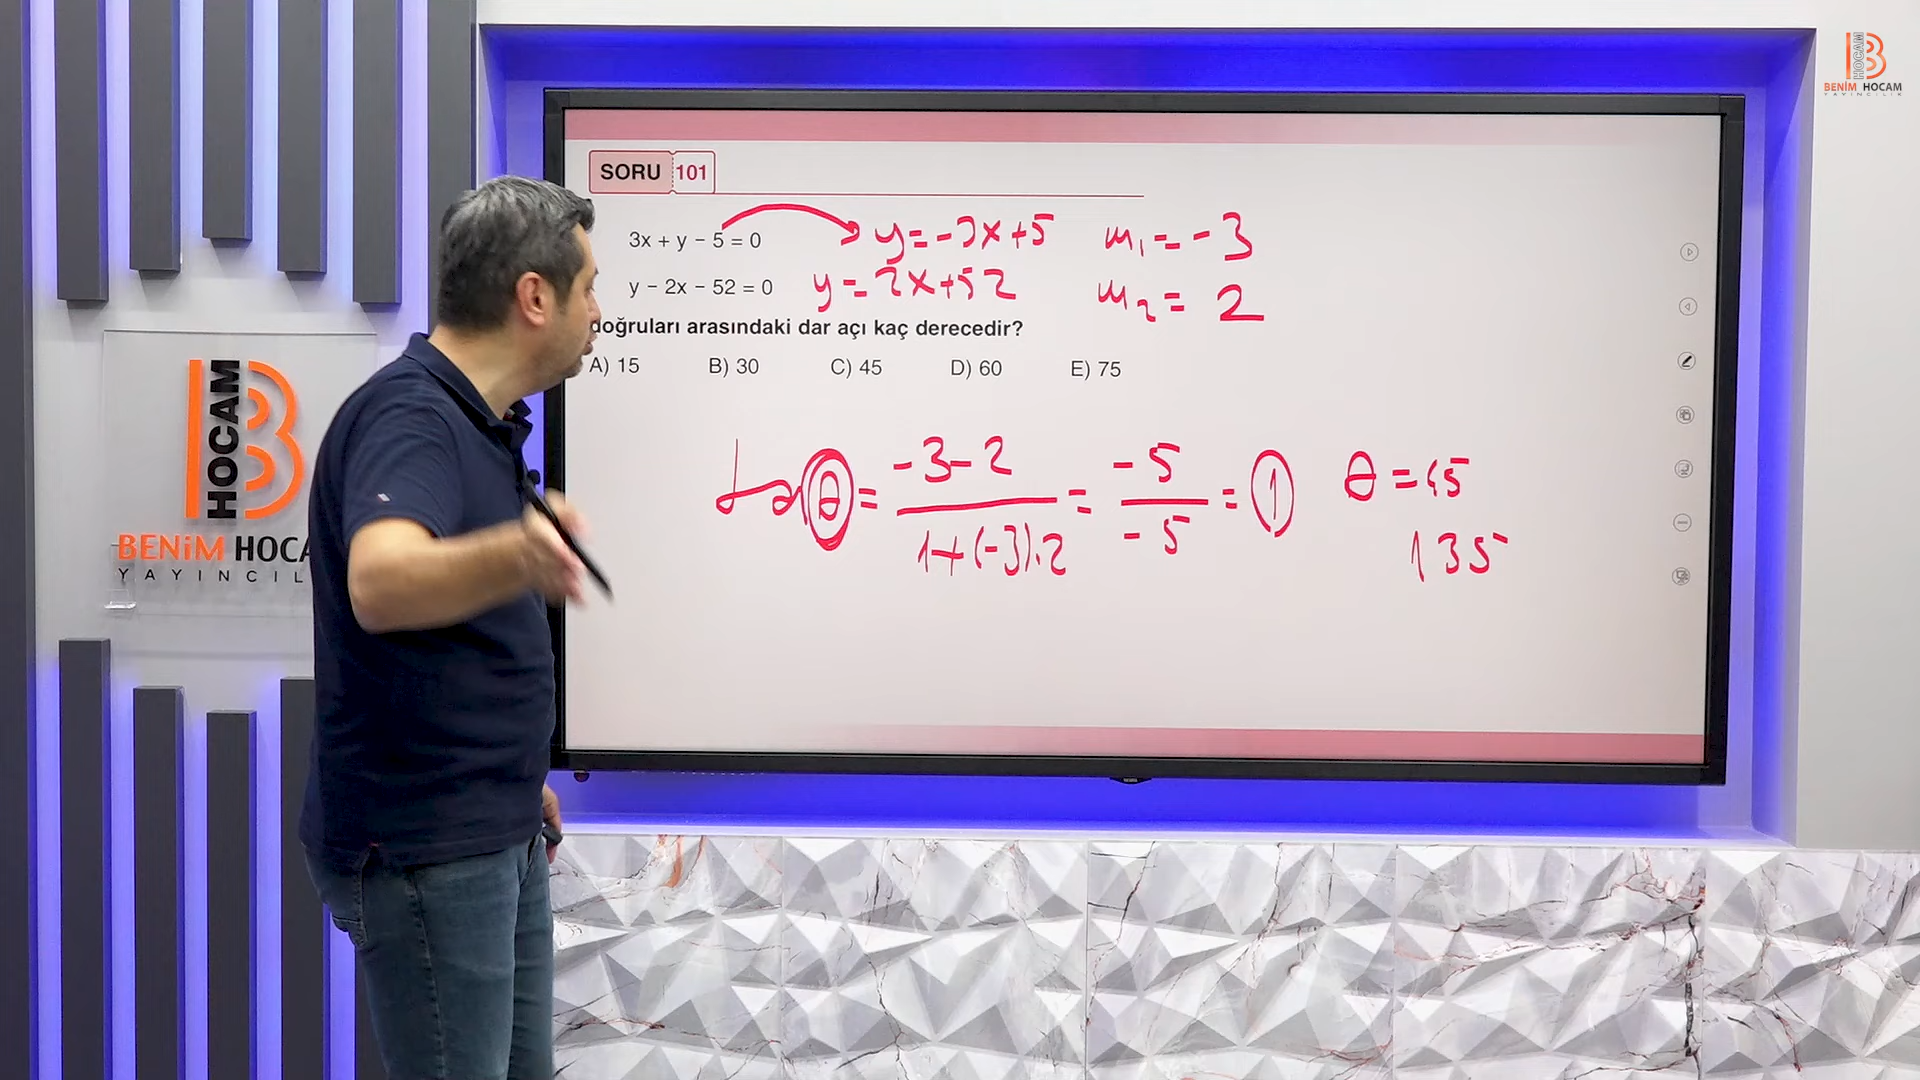 HOCAM
B
BENİM HOCAM
YAYINCILIK
SORU 101
3x + y − 5 = 0 y=-3x+5 m₁=-3
y − 2x − 52 = 0 y=2x+52 m₂=2
doğruları arasındaki dar açı kaç derecedir?
A) 15 B) 30 C) 45 D) 60 E) 75
tanθ = (-3-2)/(1+(-3).2) = -5/-5 = 1 θ=45
135
HOCAM
B
BENİM HOCA
YAYINCIL